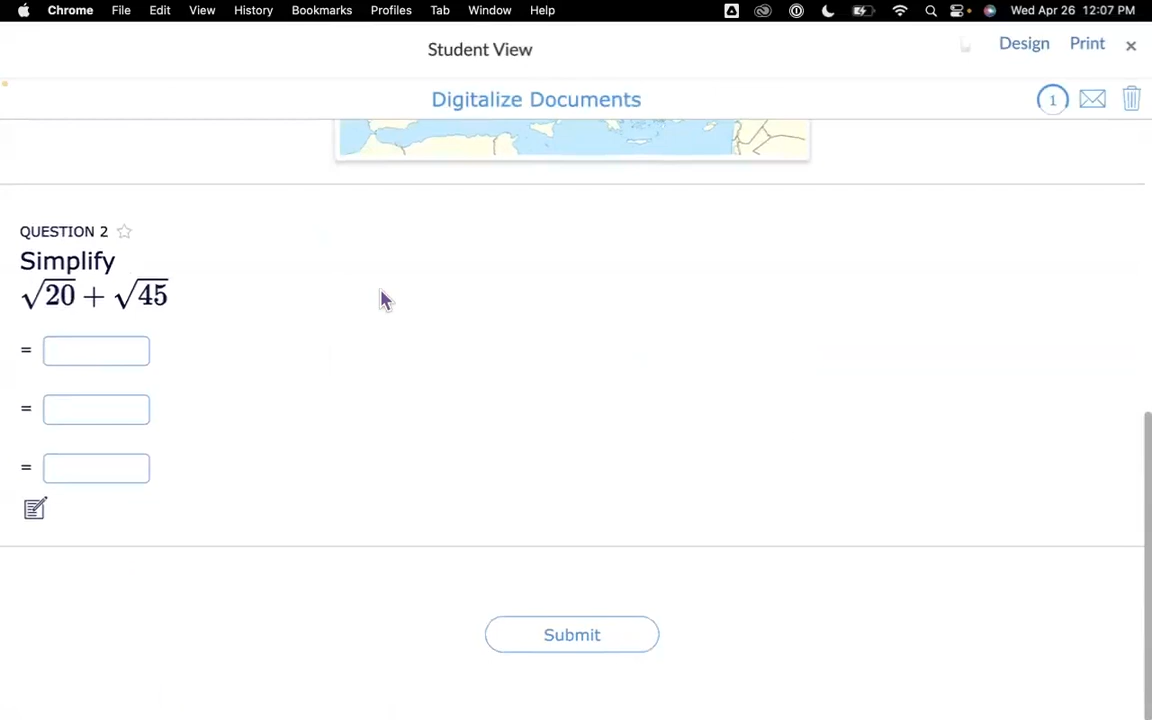 Chrome File Edit View History Bookmarks Profiles Tab Window Help Wed Apr 26 12:07 PM
Student View
Design Print ×
Digitalize Documents
1
QUESTION 2
Simplify
√20 + √45
=
=
=
Submit